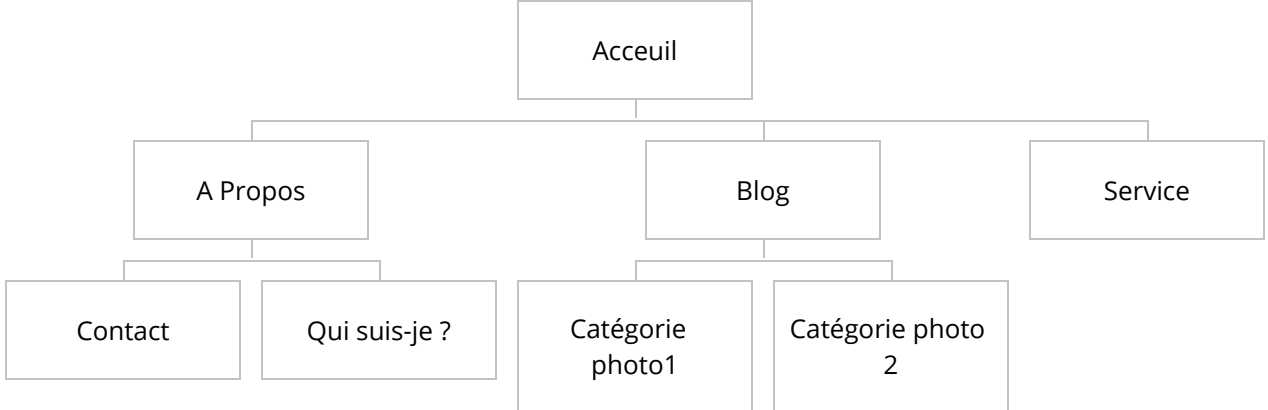 Acceuil
A Propos
Blog
Service
Contact
Qui suis-je ?
Catégorie
photo1
Catégorie photo
2